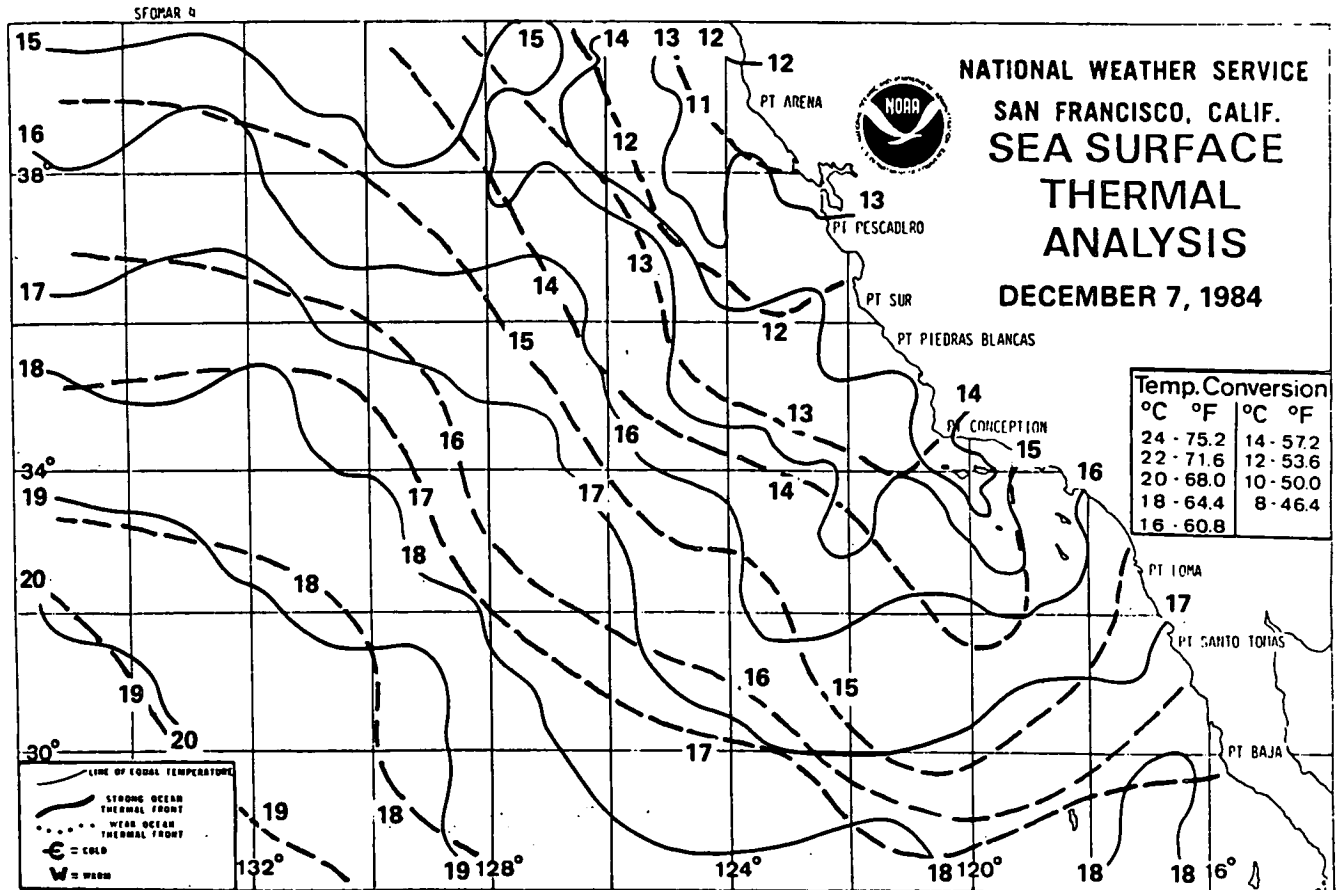 SFOMAR 4
15
15
14
13
12
12
NATIONAL WEATHER SERVICE
SAN FRANCISCO, CALIF.
SEA SURFACE
THERMAL
ANALYSIS
DECEMBER 7, 1984
NOAA
PT ARENA
11
16
12
38°
13
PT PESCADERO
13
14
17
PT SUR
12
15
PT PIEDRAS BLANCAS
18
Temp. Conversion
°C °F °C °F
24 - 75.2 14 - 57.2
22 - 71.6 12 - 53.6
20 - 68.0 10 - 50.0
18 - 64.4 8 - 46.4
16 - 60.8
14
13
PT CONCEPTION
16
16
15
34°
16
19
17
17
14
18
PT LOMA
20
18
17
PT SANTO TOMAS
19
16
15
20
30°
17
PT BAJA
LINE OF EQUAL TEMPERATURE
STRONG OCEAN
THERMAL FRONT
WEAK OCEAN
THERMAL FRONT
C = COLD
W = WARM
19
18
132°
19
128°
124°
18
120°
18
18
16°